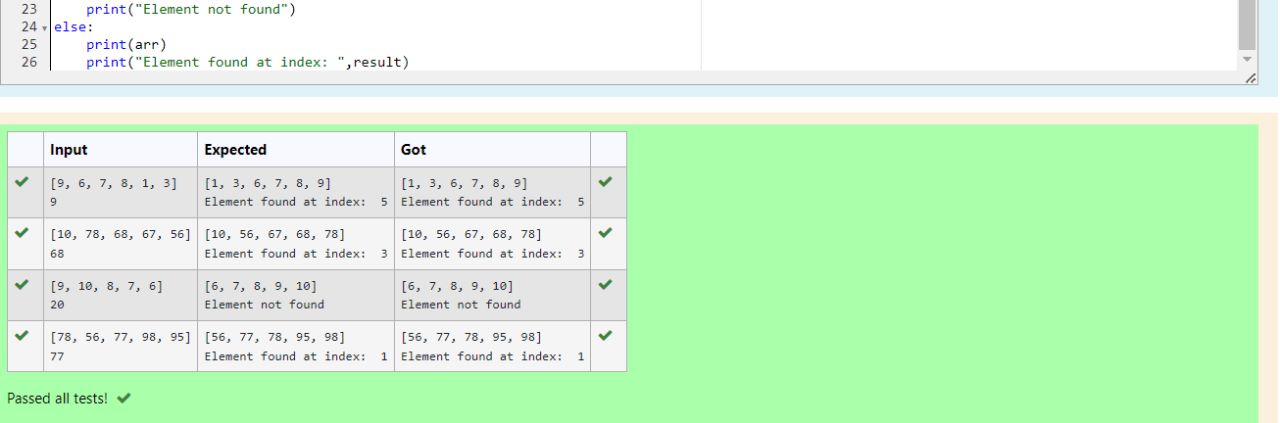 23 print("Element not found")
24 else:
25 print(arr)
26 print("Element found at index: ",result)
Input Expected Got
[9, 6, 7, 8, 1, 3] [1, 3, 6, 7, 8, 9] [1, 3, 6, 7, 8, 9]
9 Element found at index:  5 Element found at index:  5
[10, 78, 68, 67, 56] [10, 56, 67, 68, 78] [10, 56, 67, 68, 78]
68 Element found at index:  3 Element found at index:  3
[9, 10, 8, 7, 6] [6, 7, 8, 9, 10] [6, 7, 8, 9, 10]
20 Element not found Element not found
[78, 56, 77, 98, 95] [56, 77, 78, 95, 98] [56, 77, 78, 95, 98]
77 Element found at index:  1 Element found at index:  1
Passed all tests!